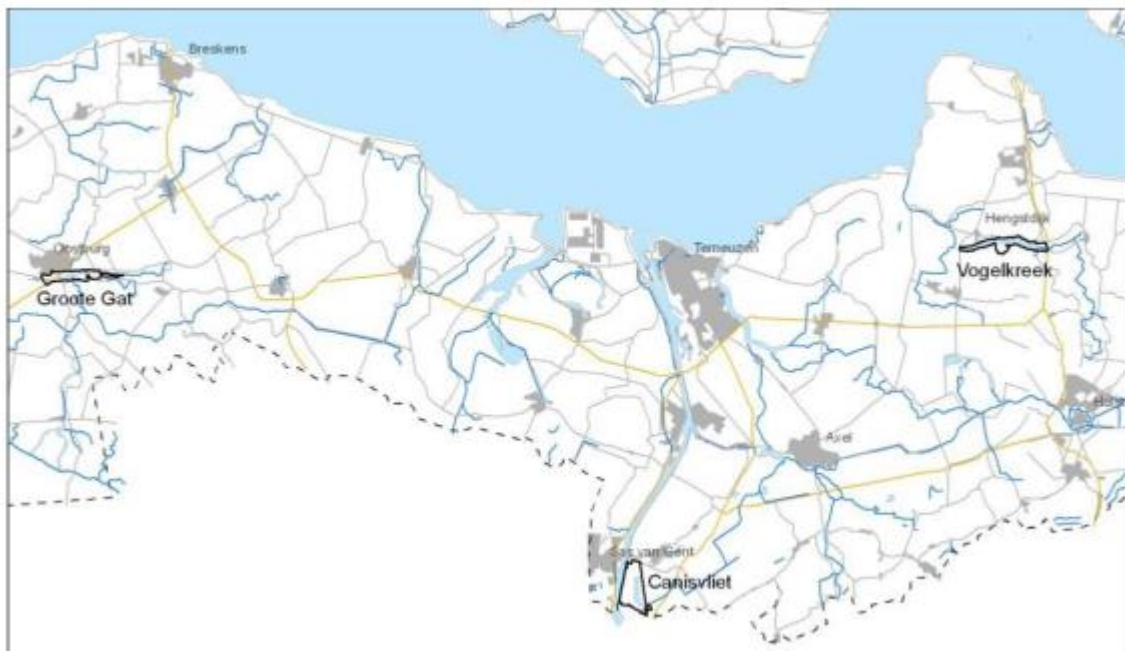 Breskens
Hengstdijk
Oostburg
Terneuzen
Vogelkreek
Groote Gat
Axel
Sas van Gent
Canisvliet